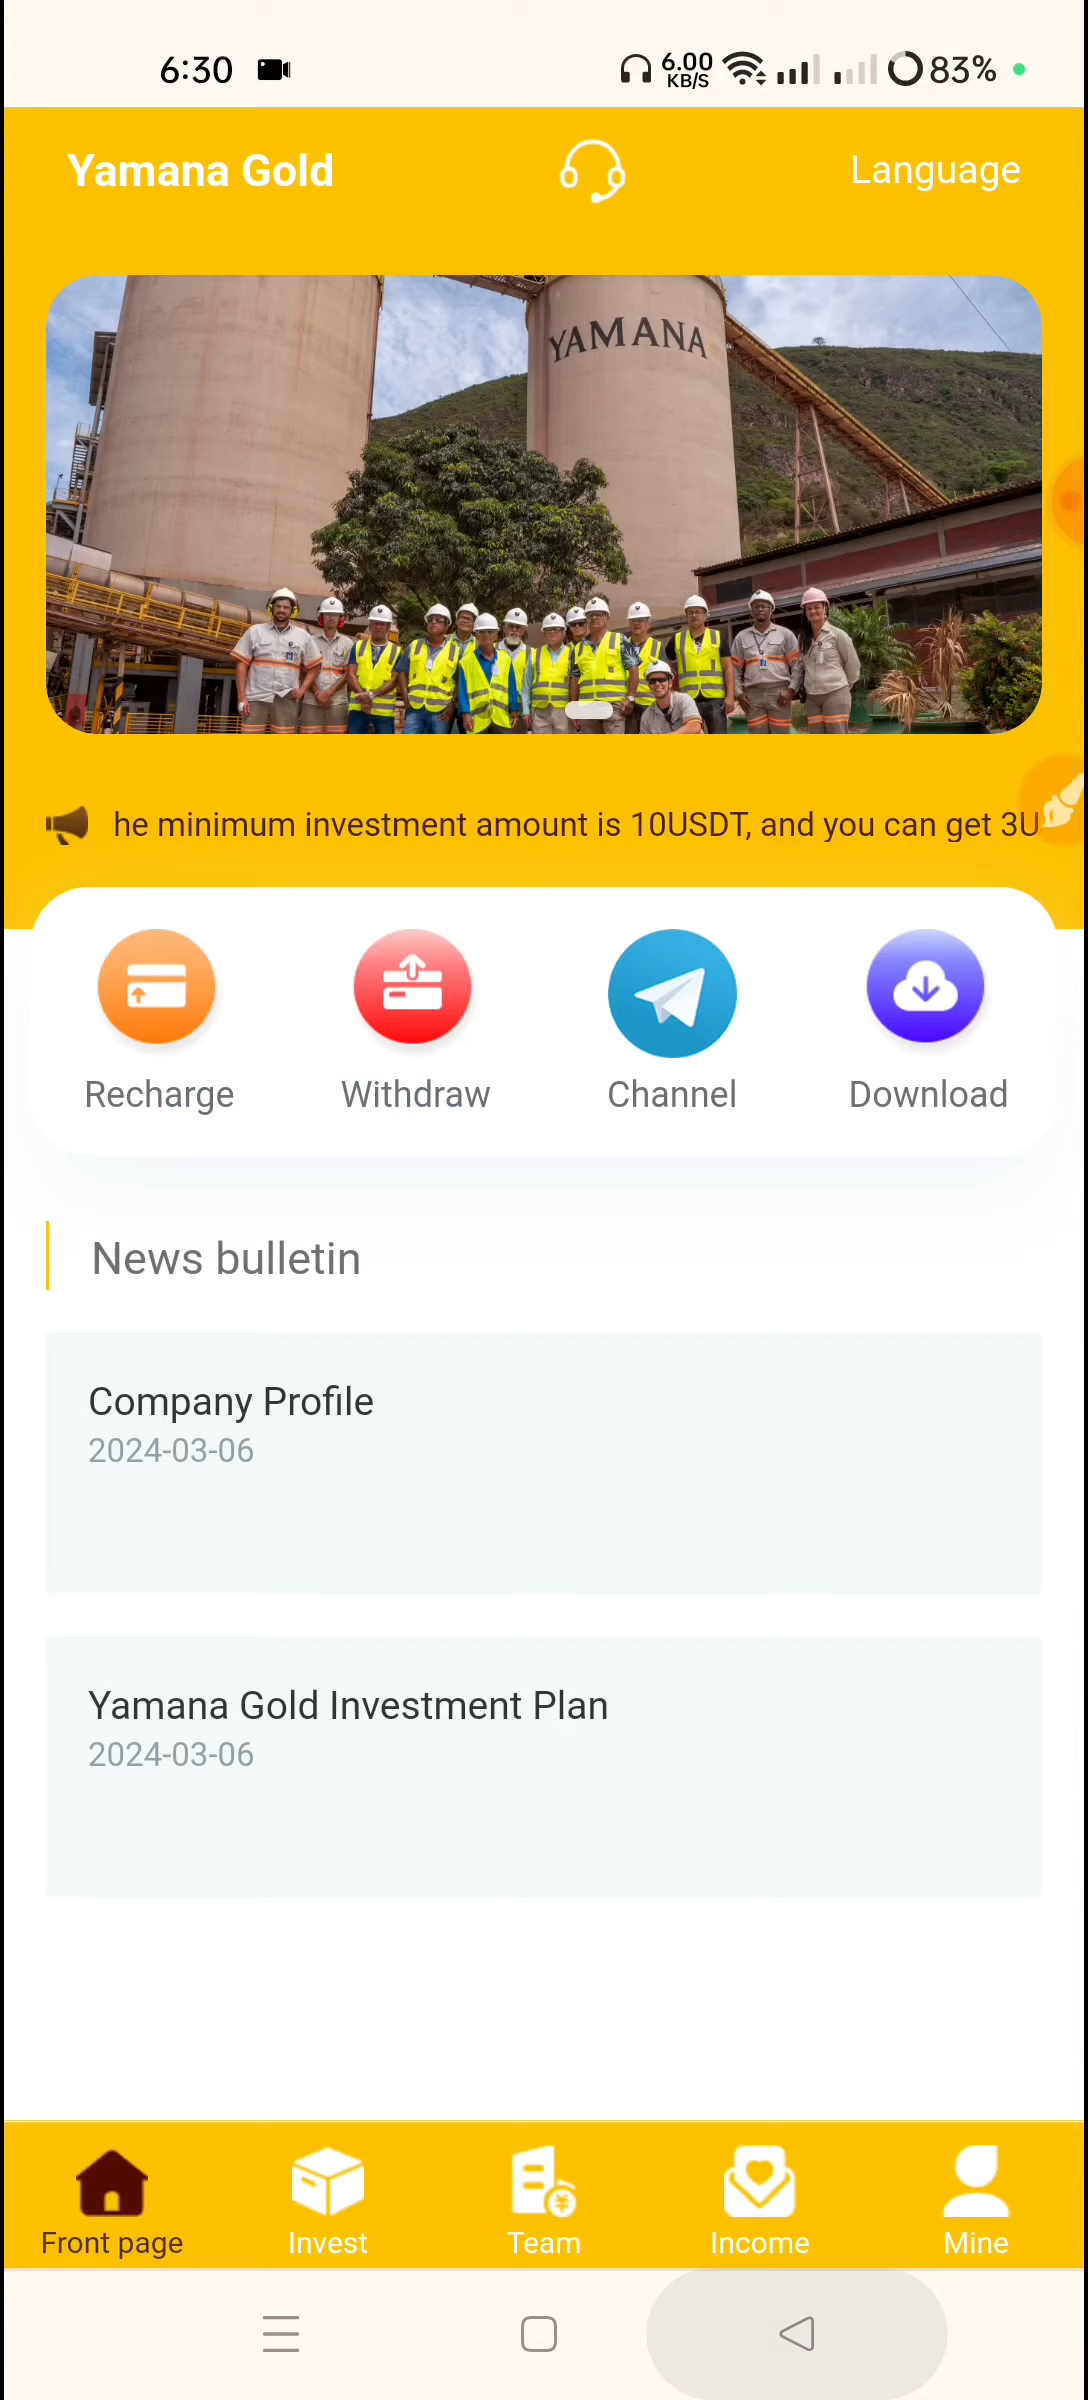 6:30
6.00
KB/S
83%
Yamana Gold
Language
YAMANA
he minimum investment amount is 10USDT, and you can get 3U
Recharge
Withdraw
Channel
Download
News bulletin
Company Profile
2024-03-06
Yamana Gold Investment Plan
2024-03-06
Front page
Invest
Team
Income
Mine